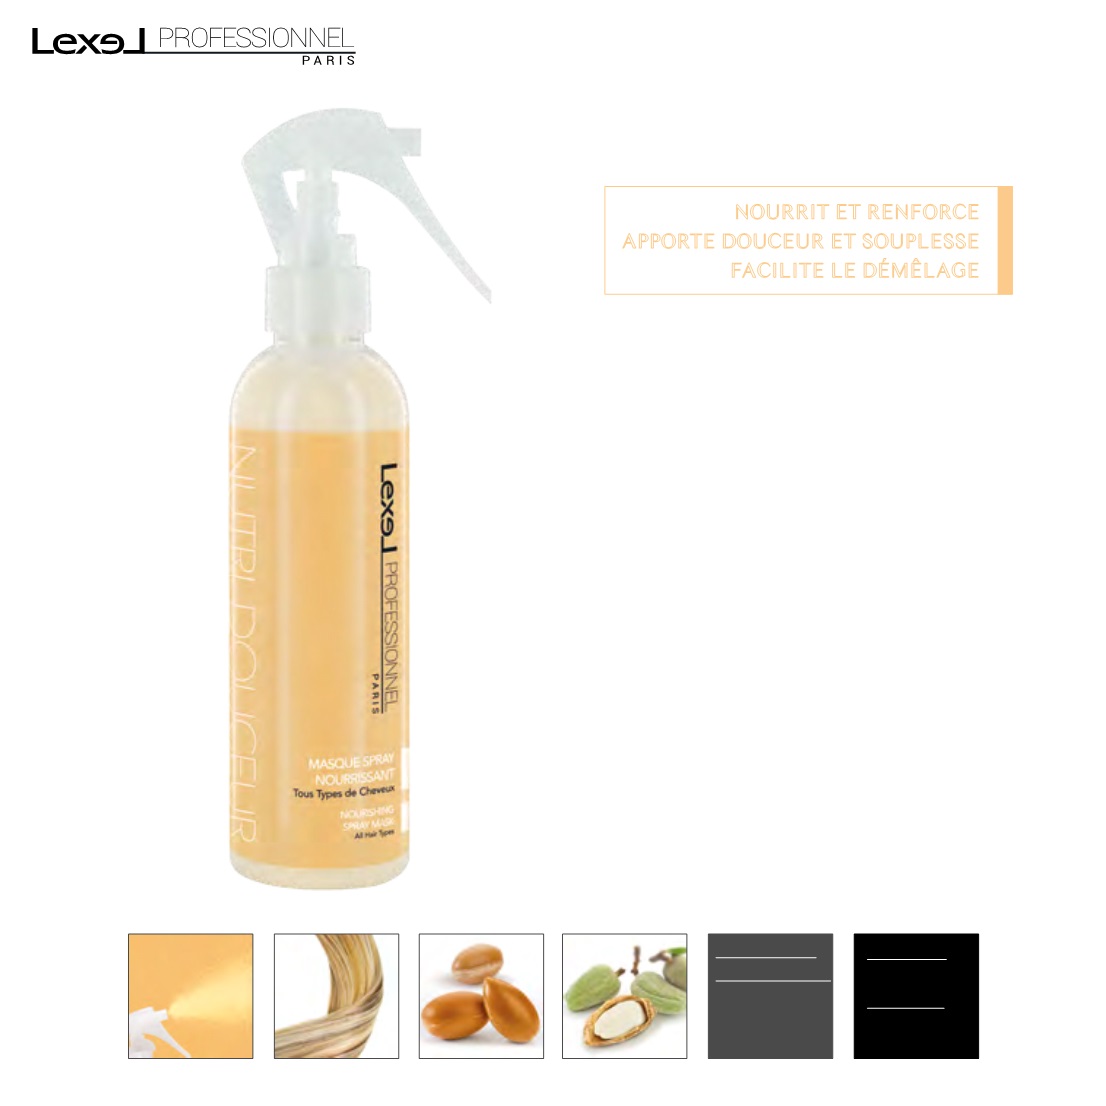 Lexel PROFESSIONNEL
PARIS
NOURRIT ET RENFORCE
APPORTE DOUCEUR ET SOUPLESSE
FACILITE LE DÉMÊLAGE
NUTRI DOUCEUR
Lexel PROFESSIONNEL
PARIS
MASQUE SPRAY
NOURRISSANT
Tous Types de Cheveux
NOURISHING
SPRAY MASK
All Hair Types